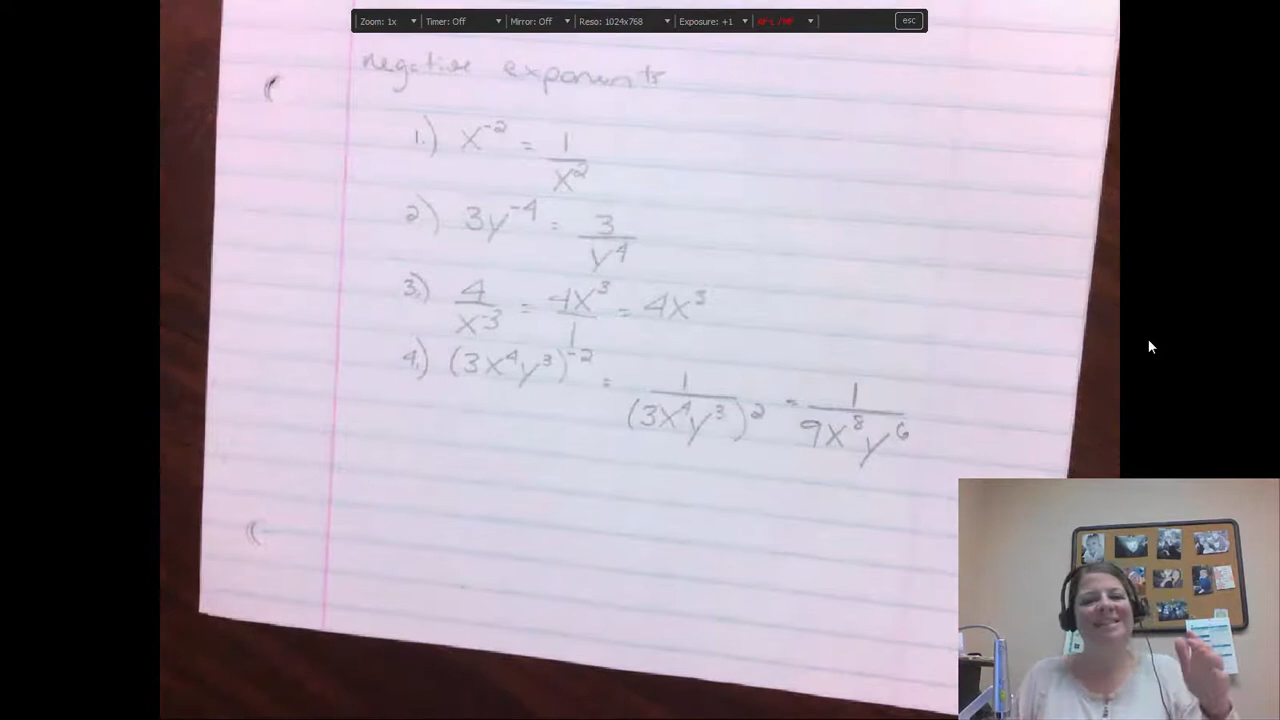 Zoom: 1x Timer: Off Mirror: Off Reso: 1024x768 Exposure: +1 esc
negative exponents
1.) x⁻² = 1/x²
2.) 3y⁻⁴ = 3/y⁴
3.) 4/x⁻³ = 4x³/1 = 4x³
4.) (3x⁴y³)⁻² = 1/(3x⁴y³)² = 1/9x⁸y⁶